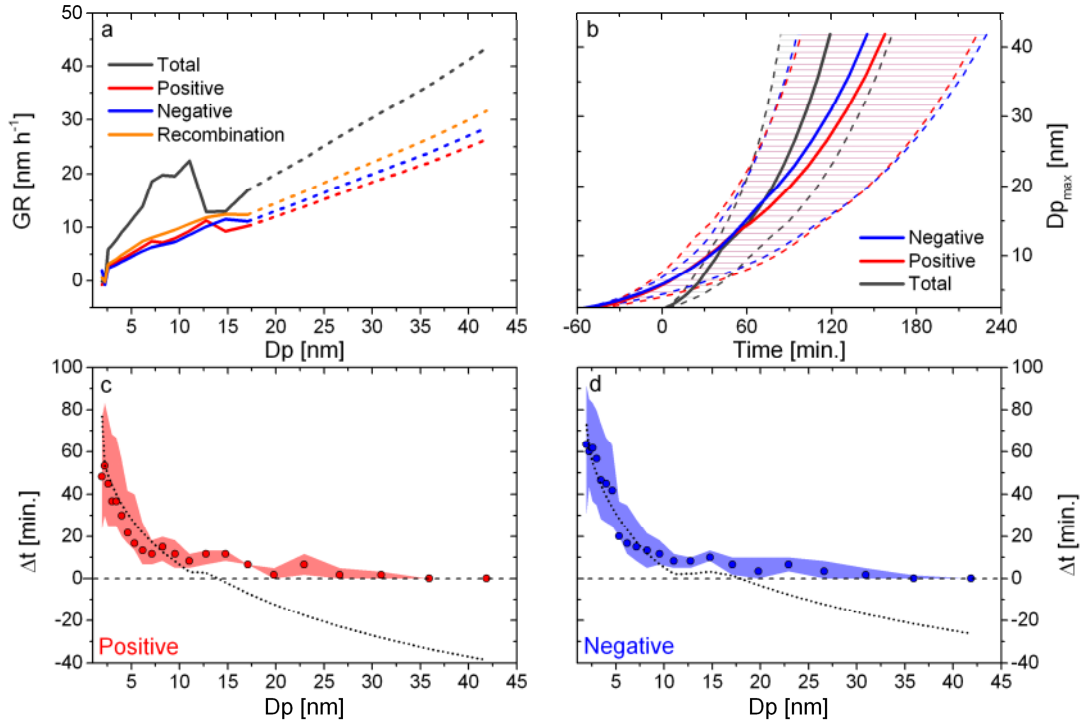 a
GR [nm h⁻¹]
50
40
30
20
10
0
Total
Positive
Negative
Recombination
5 10 15 20 25 30 35 40 45
Dp [nm]
b
40
30
20
10
Dp max [nm]
Negative
Positive
Total
-60 0 60 120 180 240
Time [min.]
c
Δt [min.]
100
80
60
40
20
0
-20
-40
Positive
5 10 15 20 25 30 35 40 45
Dp [nm]
d
100
80
60
40
20
0
-20
-40
Δt [min.]
Negative
5 10 15 20 25 30 35 40 45
Dp [nm]